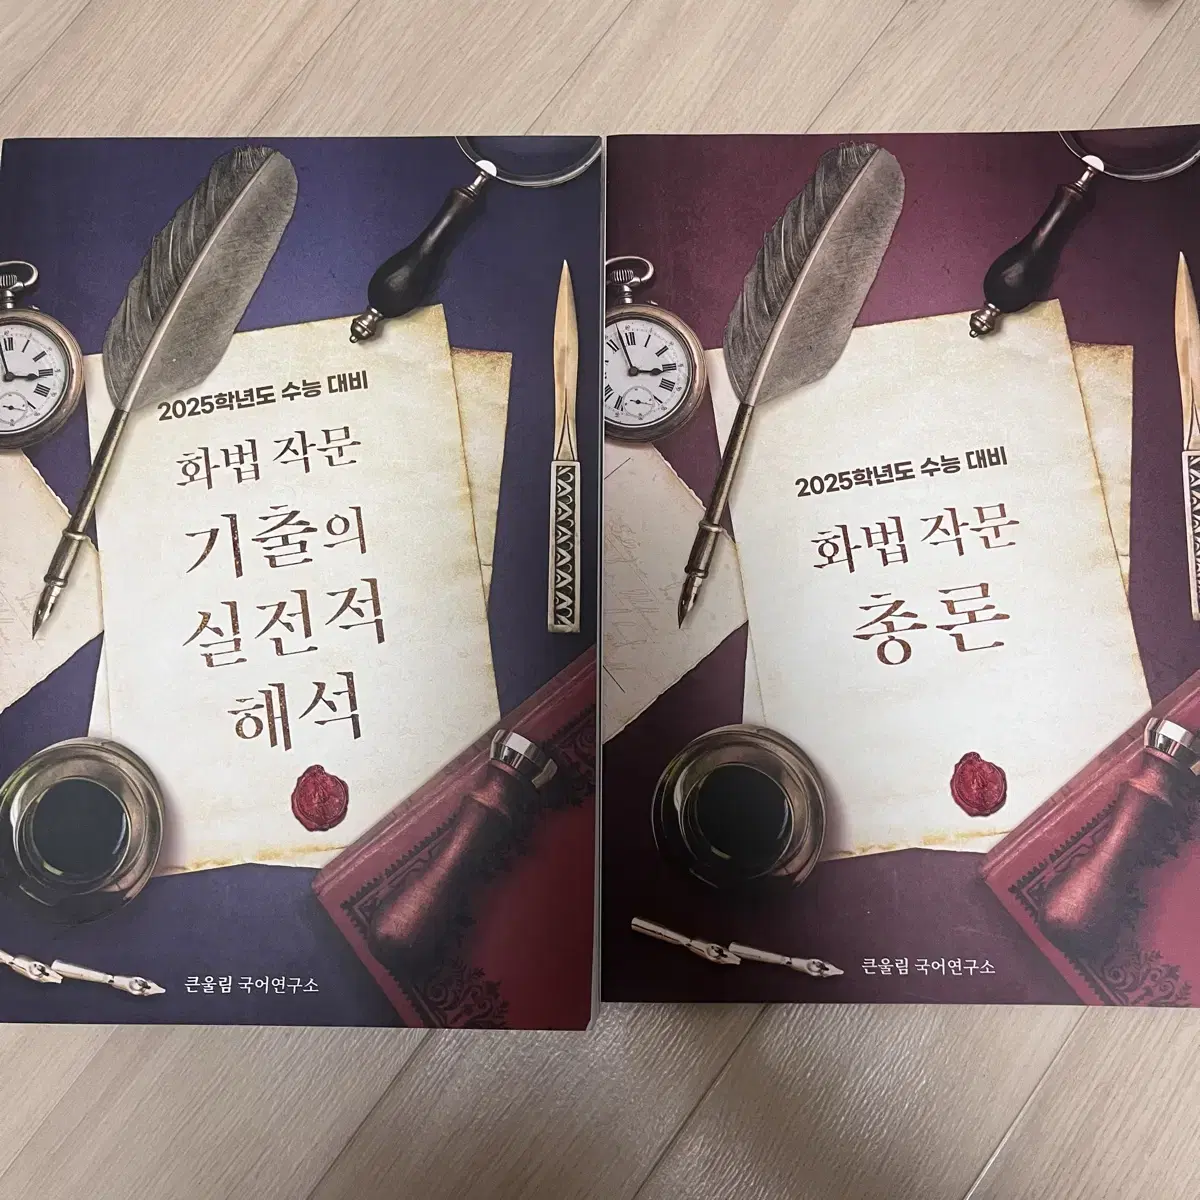 2025학년도 수능 대비
화법 작문
기출의
실전적
해석
큰울림 국어연구소
2025학년도 수능 대비
화법 작문
총론
큰울림 국어연구소